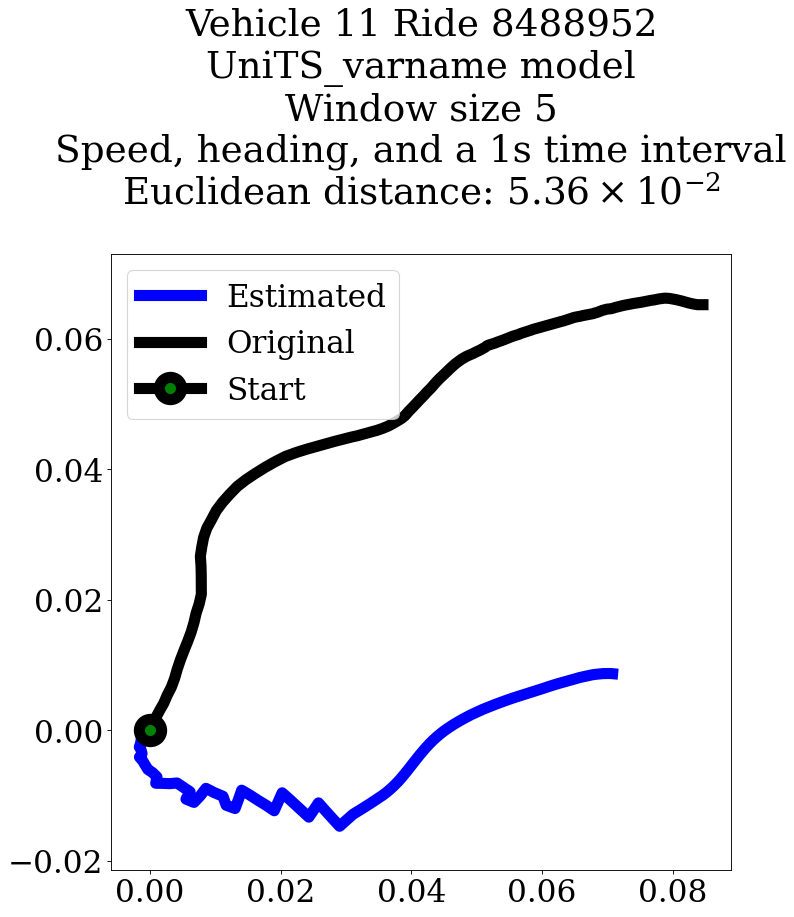 Vehicle 11 Ride 8488952
UniTS_varname model
Window size 5
Speed, heading, and a 1s time interval
Euclidean distance: 5.36 × 10⁻²
Estimated
Original
Start
0.06
0.04
0.02
0.00
−0.02
0.00 0.02 0.04 0.06 0.08